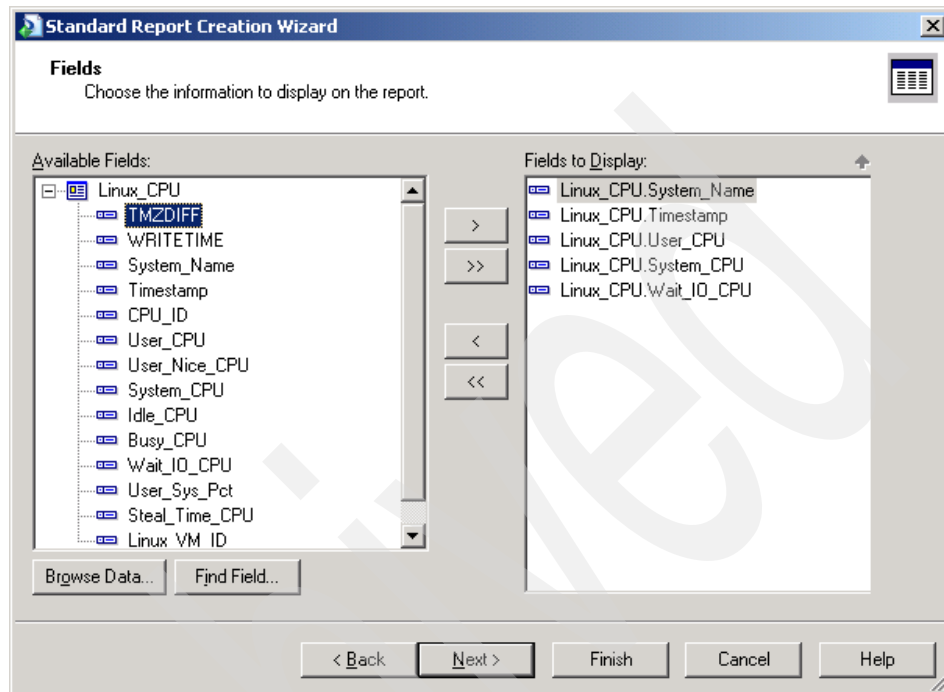 Standard Report Creation Wizard
Fields
Choose the information to display on the report.
Available Fields:
Linux_CPU
TMZDIFF
WRITETIME
System_Name
Timestamp
CPU_ID
User_CPU
User_Nice_CPU
System_CPU
Idle_CPU
Busy_CPU
Wait_IO_CPU
User_Sys_Pct
Steal_Time_CPU
Linux_VM_ID
Browse Data...
Find Field...
>
>>
<
<<
Fields to Display:
Linux_CPU.System_Name
Linux_CPU.Timestamp
Linux_CPU.User_CPU
Linux_CPU.System_CPU
Linux_CPU.Wait_IO_CPU
< Back
Next >
Finish
Cancel
Help